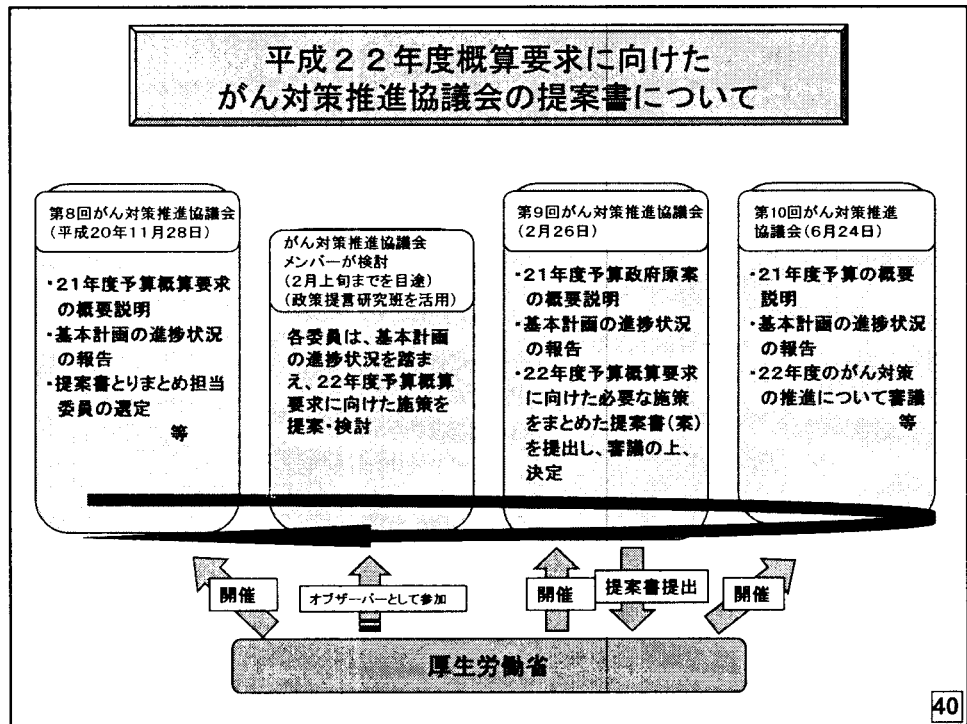 平成２２年度概算要求に向けた
がん対策推進協議会の提案書について
第8回がん対策推進協議会
(平成20年11月28日)
・21年度予算概算要求
の概要説明
・基本計画の進捗状況
の報告
・提案書とりまとめ担当
委員の選定
等
がん対策推進協議会
メンバーが検討
(2月上旬までを目途)
(政策提言研究班を活用)
各委員は、基本計画
の進捗状況を踏ま
え、22年度予算概算
要求に向けた施策を
提案・検討
第9回がん対策推進協議会
(2月26日)
・21年度予算政府原案
の概要説明
・基本計画の進捗状況
の報告
・22年度予算概算要求
に向けた必要な施策
をまとめた提案書(案)
を提出し、審議の上、
決定
第10回がん対策推進
協議会(6月24日)
・21年度予算の概要
説明
・基本計画の進捗状況
の報告
・22年度のがん対策
の推進について審議
等
開催
オブザーバーとして参加
開催
提案書提出
開催
厚生労働省
40